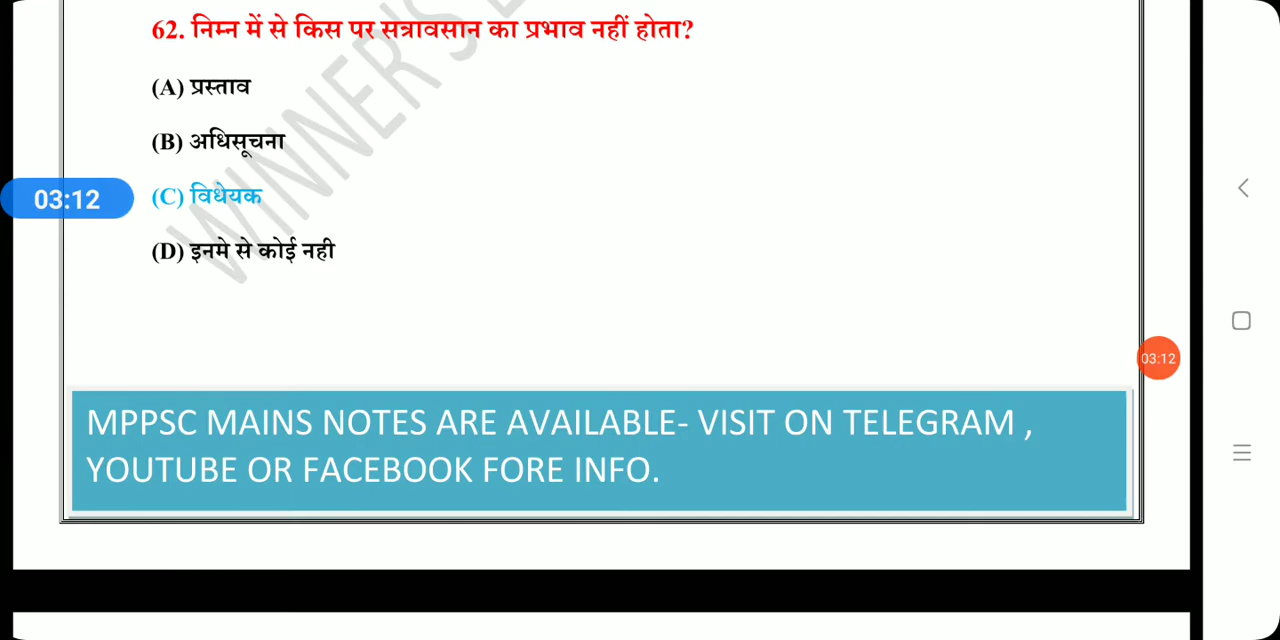 62. निम्न में से किस पर सत्रावसान का प्रभाव नहीं होता?
(A) प्रस्ताव
(B) अधिसूचना
03:12
(C) विधेयक
(D) इनमे से कोई नही
WINNER'S
03:12
MPPSC MAINS NOTES ARE AVAILABLE- VISIT ON TELEGRAM ,
YOUTUBE OR FACEBOOK FORE INFO.